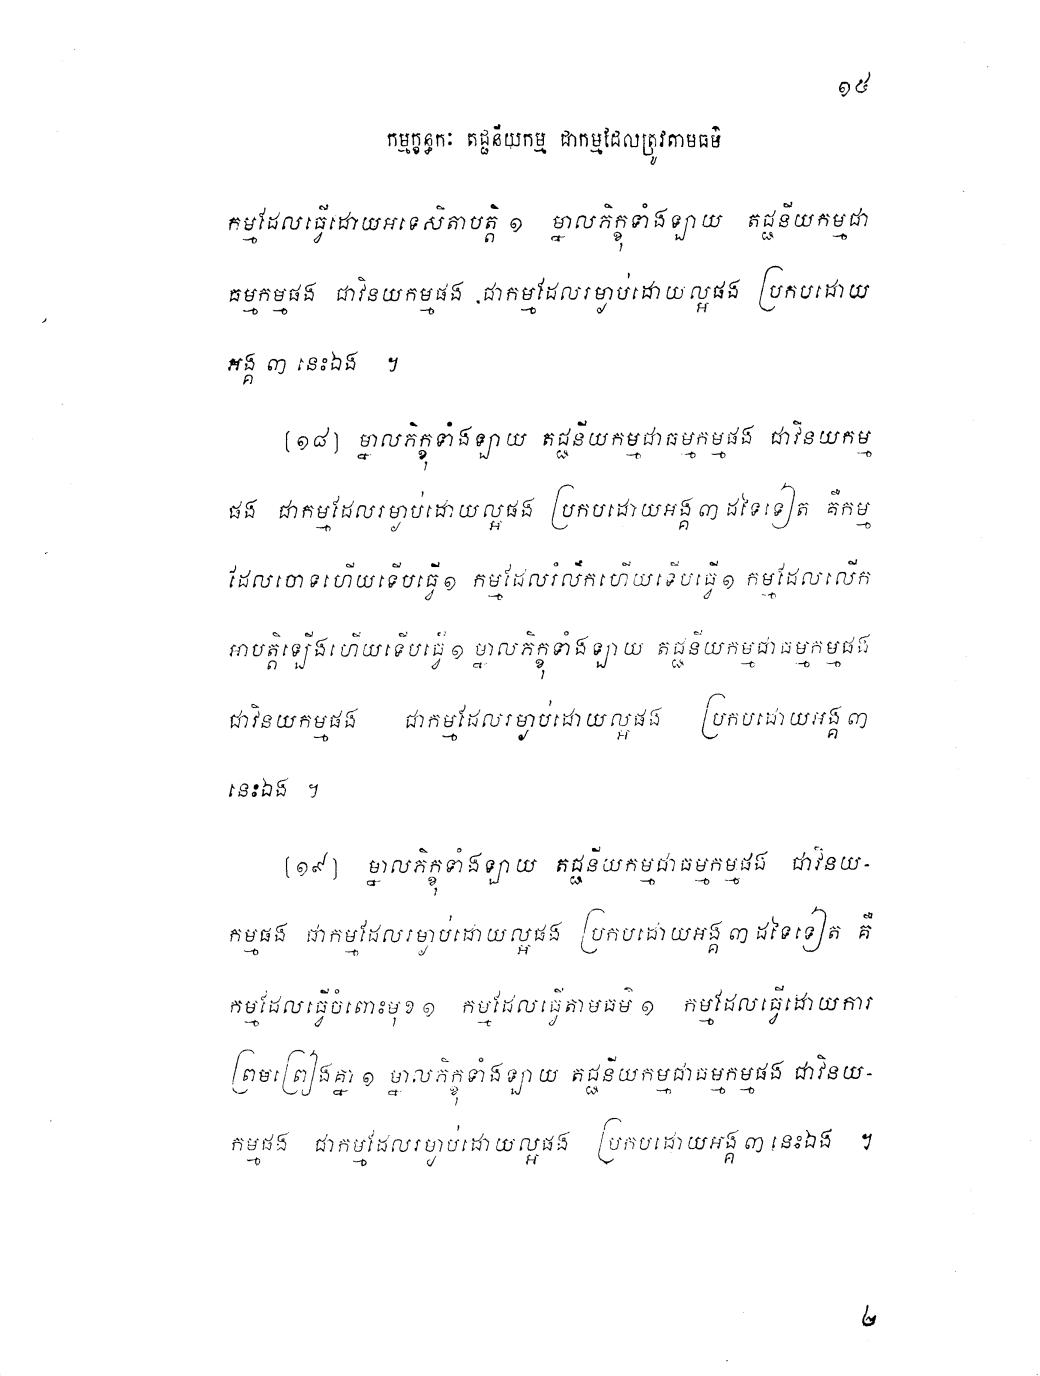 ១៥
កម្មក្ខន្ធកៈ តជ្ជនីយកម្ម ជាកម្មដែលត្រូវតាមធម៌
កម្មដែលធ្វើដោយអទេសិតាបត្តិ ១ ម្នាលភិក្ខុទាំងឡាយ តជ្ជនីយកម្មជា
ធម្មកម្មផង ជាវិនយកម្មផង ជាកម្មដែលរម្ងាប់ដោយល្អផង ប្រកបដោយ
អង្គ ៣ នេះឯង ។
(១៨) ម្នាលភិក្ខុទាំងឡាយ តជ្ជនីយកម្មជាធម្មកម្មផង ជាវិនយកម្ម
ផង ជាកម្មដែលរម្ងាប់ដោយល្អផង ប្រកបដោយអង្គ ៣ ដទៃទៀត គឺកម្ម
ដែលចោទហើយទើបធ្វើ ១ កម្មដែលរំលឹកហើយទើបធ្វើ ១ កម្មដែលលើក
អាបត្តិឡើងហើយទើបធ្វើ ១ ម្នាលភិក្ខុទាំងឡាយ តជ្ជនីយកម្មជាធម្មកម្មផង
ជាវិនយកម្មផង ជាកម្មដែលរម្ងាប់ដោយល្អផង ប្រកបដោយអង្គ ៣
នេះឯង ។
(១៩) ម្នាលភិក្ខុទាំងឡាយ តជ្ជនីយកម្មជាធម្មកម្មផង ជាវិនយ-
កម្មផង ជាកម្មដែលរម្ងាប់ដោយល្អផង ប្រកបដោយអង្គ ៣ ដទៃទៀត គឺ
កម្មដែលធ្វើចំពោះមុខ ១ កម្មដែលធ្វើតាមធម៌ ១ កម្មដែលធ្វើដោយការ
ព្រមព្រៀងគ្នា ១ ម្នាលភិក្ខុទាំងឡាយ តជ្ជនីយកម្មជាធម្មកម្មផង ជាវិនយ-
កម្មផង ជាកម្មដែលរម្ងាប់ដោយល្អផង ប្រកបដោយអង្គ ៣ នេះឯង ។
២